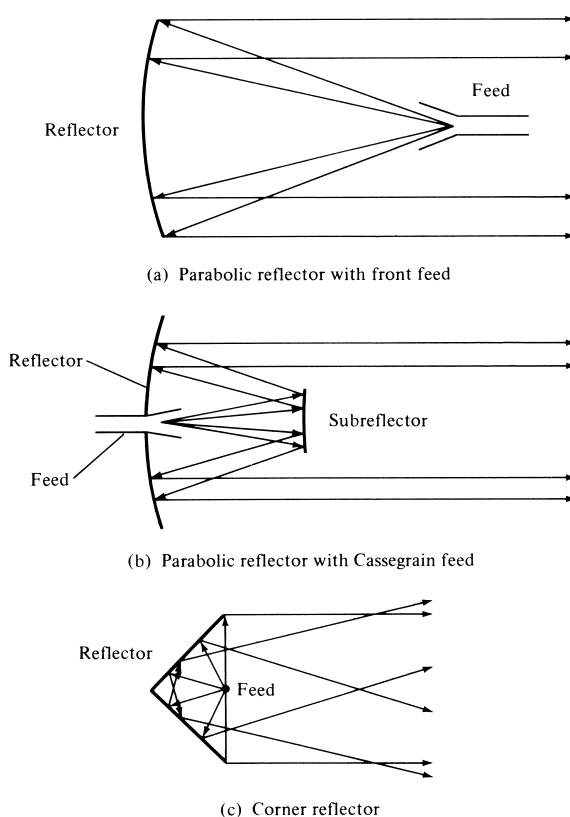 Feed
Reflector
(a) Parabolic reflector with front feed
Reflector
Subreflector
Feed
(b) Parabolic reflector with Cassegrain feed
Reflector
Feed
(c) Corner reflector